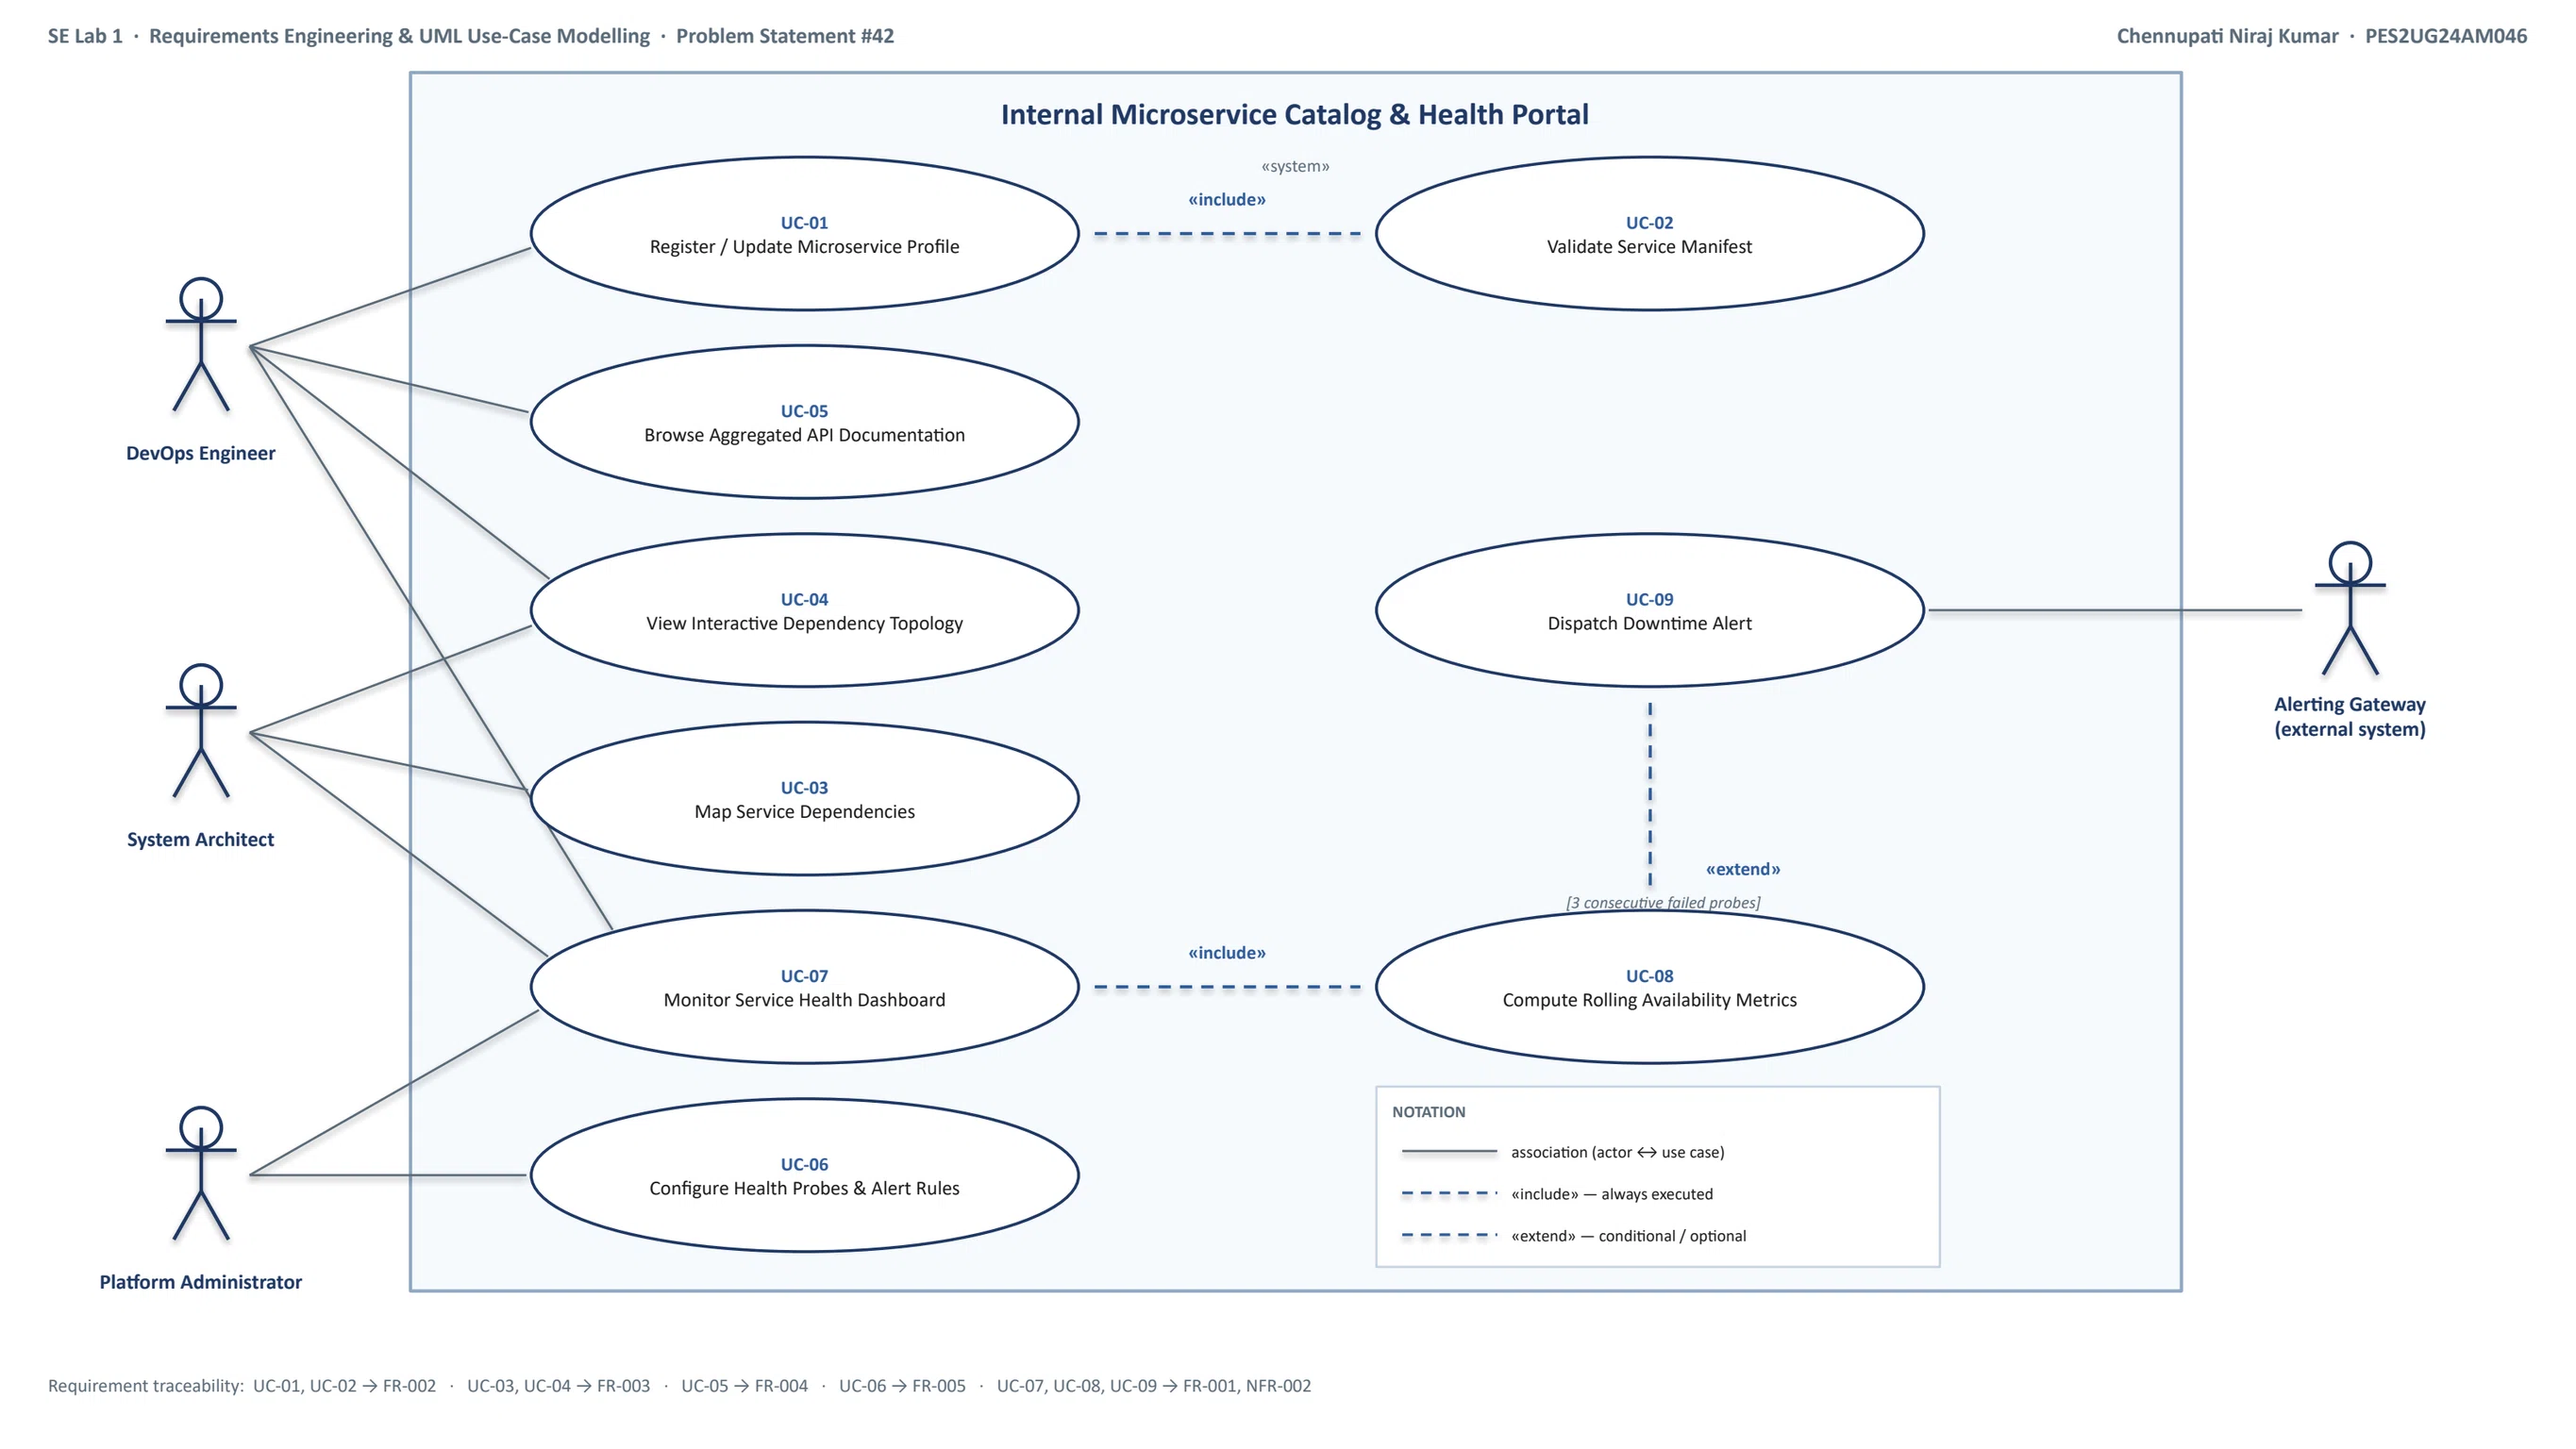 SE Lab 1 · Requirements Engineering & UML Use-Case Modelling · Problem Statement #42
Chennupati Niraj Kumar · PES2UG24AM046
Internal Microservice Catalog & Health Portal
«system»
«include»
UC-01
Register / Update Microservice Profile
UC-02
Validate Service Manifest
UC-05
Browse Aggregated API Documentation
DevOps Engineer
UC-04
View Interactive Dependency Topology
UC-09
Dispatch Downtime Alert
Alerting Gateway
(external system)
UC-03
Map Service Dependencies
System Architect
«extend»
[3 consecutive failed probes]
«include»
UC-07
Monitor Service Health Dashboard
UC-08
Compute Rolling Availability Metrics
NOTATION
association (actor ↔ use case)
«include» — always executed
«extend» — conditional / optional
UC-06
Configure Health Probes & Alert Rules
Platform Administrator
Requirement traceability: UC-01, UC-02 → FR-002 · UC-03, UC-04 → FR-003 · UC-05 → FR-004 · UC-06 → FR-005 · UC-07, UC-08, UC-09 → FR-001, NFR-002